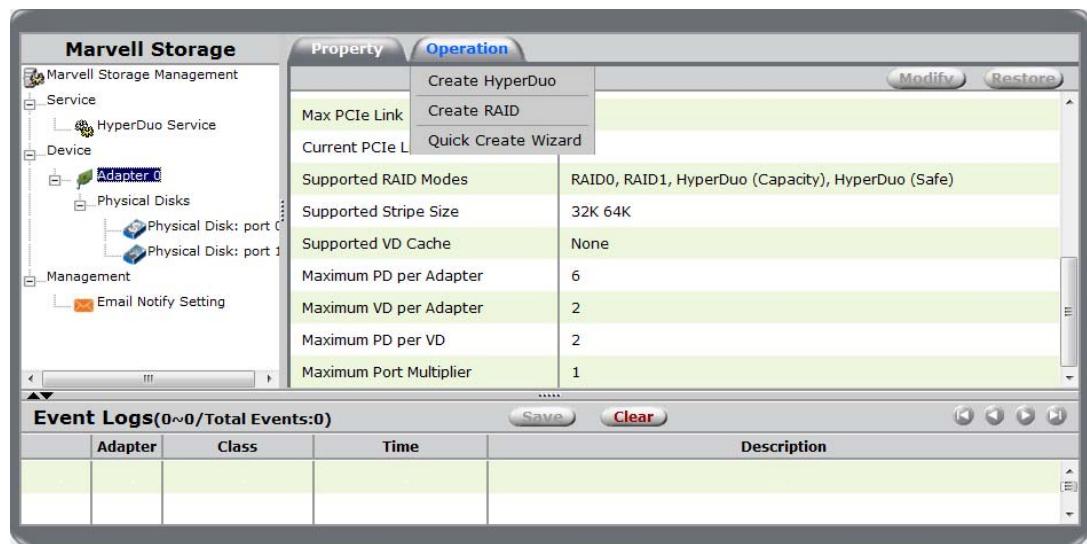 Marvell Storage
Marvell Storage Management
Service
HyperDuo Service
Device
Adapter 0
Physical Disks
Physical Disk: port
Physical Disk: port
Management
Email Notify Setting
Property
Operation
Create HyperDuo
Create RAID
Quick Create Wizard
Modify
Restore
Max PCIe Link
Current PCIe L
Supported RAID Modes RAID0, RAID1, HyperDuo (Capacity), HyperDuo (Safe)
Supported Stripe Size 32K 64K
Supported VD Cache None
Maximum PD per Adapter 6
Maximum VD per Adapter 2
Maximum PD per VD 2
Maximum Port Multiplier 1
Event Logs(0~0/Total Events:0) Save Clear
Adapter Class Time Description